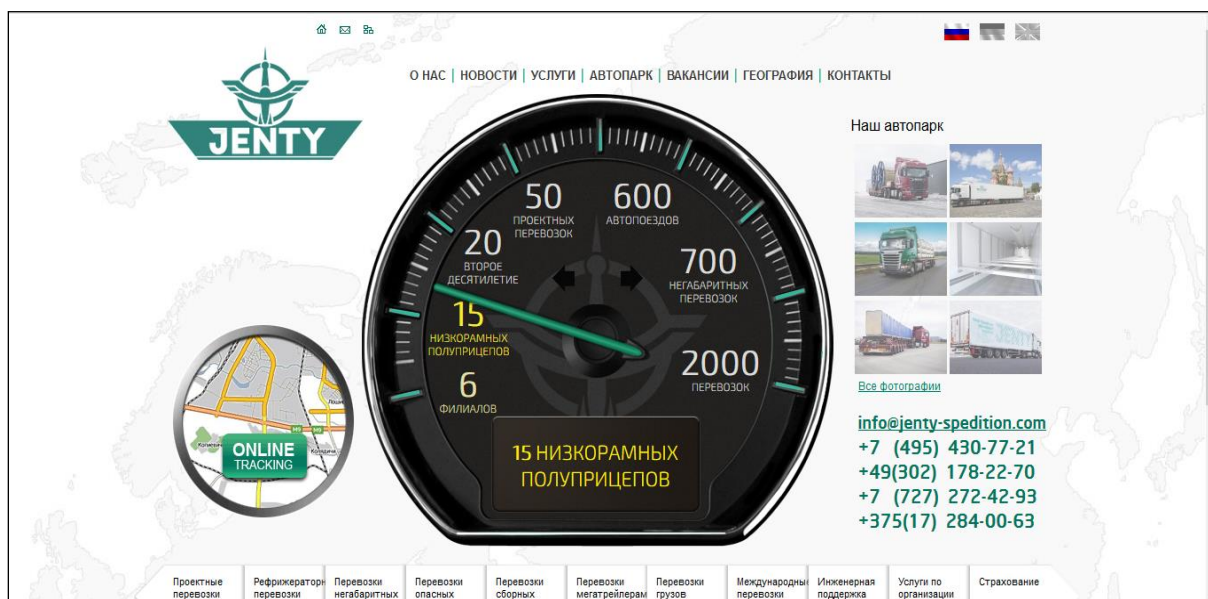 О НАС | НОВОСТИ | УСЛУГИ | АВТОПАРК | ВАКАНСИИ | ГЕОГРАФИЯ | КОНТАКТЫ
JENTY
50
ПРОЕКТНЫХ
ПЕРЕВОЗОК
600
АВТОПОЕЗДОВ
20
ВТОРОЕ
ДЕСЯТИЛЕТИЕ
700
НЕГАБАРИТНЫХ
ПЕРЕВОЗОК
15
НИЗКОРАМНЫХ
ПОЛУПРИЦЕПОВ
2000
ПЕРЕВОЗОК
6
ФИЛИАЛОВ
15 НИЗКОРАМНЫХ
ПОЛУПРИЦЕПОВ
ONLINE
TRACKING
Наш автопарк
JENTY
Все фотографии
info@jenty-spedition.com
+7 (495) 430-77-21
+49(302) 178-22-70
+7 (727) 272-42-93
+375(17) 284-00-63
Проектные
перевозки
Рефрижераторн
перевозки
Перевозки
негабаритных
Перевозки
опасных
Перевозки
сборных
Перевозки
мегатрейлерам
Перевозки
грузов
Международны
перевозки
Инженерная
поддержка
Услуги по
организации
Страхование